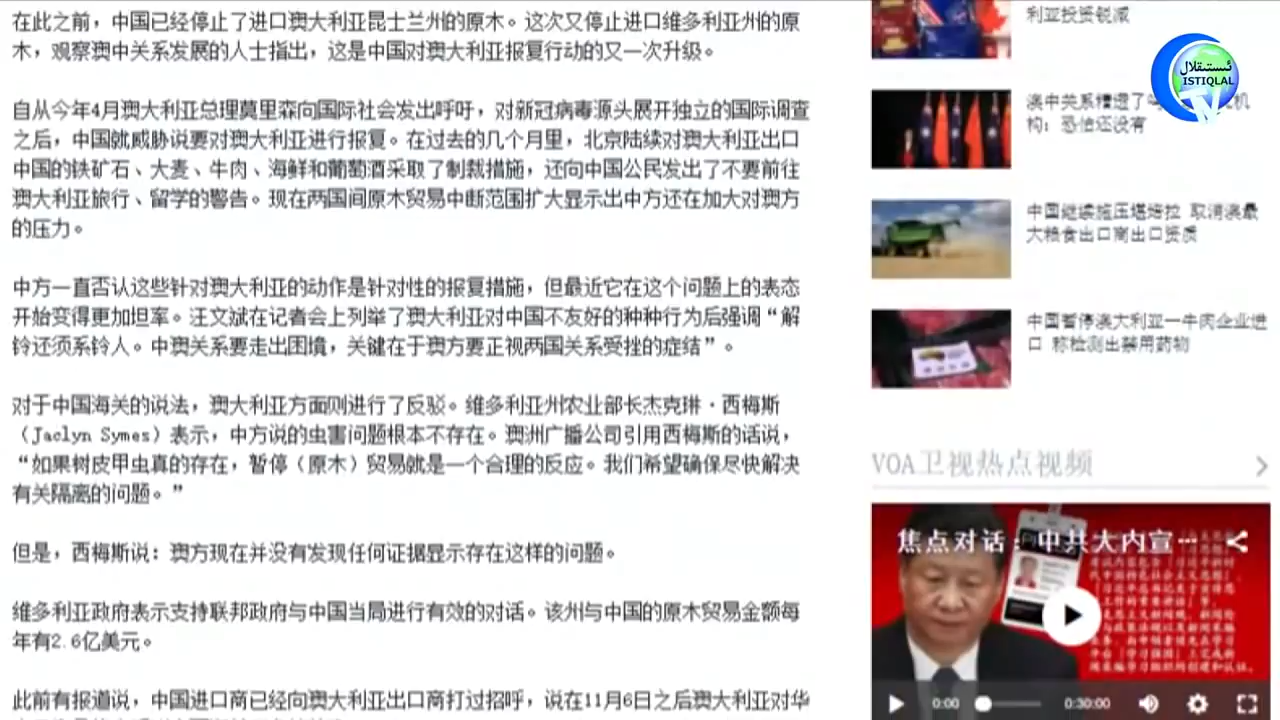 在此之前，中国已经停止了进口澳大利亚昆士兰州的原木。这次又停止进口维多利亚州的原
木，观察澳中关系发展的人士指出，这是中国对澳大利亚报复行动的又一次升级。
自从今年4月澳大利亚总理莫里森向国际社会发出呼吁，对新冠病毒源头展开独立的国际调查
之后，中国就威胁说要对澳大利亚进行报复。在过去的几个月里，北京陆续对澳大利亚出口
中国的铁矿石、大麦、牛肉、海鲜和葡萄酒采取了制裁措施，还向中国公民发出了不要前往
澳大利亚旅行、留学的警告。现在两国间原木贸易中断范围扩大显示出中方还在加大对澳方
的压力。
中方一直否认这些针对澳大利亚的动作是针对性的报复措施，但最近它在这个问题上的表态
开始变得更加坦率。汪文斌在记者会上列举了澳大利亚对中国不友好的种种行为后强调“解
铃还须系铃人。中澳关系要走出困境，关键在于澳方要正视两国关系受挫的症结”。
对于中国海关的说法，澳大利亚方面则进行了反驳。维多利亚州农业部长杰克琳·西梅斯
（Jaclyn Symes）表示，中方说的虫害问题根本不存在。澳洲广播公司引用西梅斯的话说，
“如果树皮甲虫真的存在，暂停（原木）贸易就是一个合理的反应。我们希望确保尽快解决
有关隔离的问题。”
但是，西梅斯说：澳方现在并没有发现任何证据显示存在这样的问题。
维多利亚政府表示支持联邦政府与中国当局进行有效的对话。该州与中国的原木贸易金额每
年有2.6亿美元。
此前有报道说，中国进口商已经向澳大利亚出口商打过招呼，说在11月6日之后澳大利亚对华
利亚投资锐减
澳中关系糟透了吗
机
构：恐怕还没有
中国继续施压堪培拉 取消澳最
大粮食出口商出口资质
中国暂停澳大利亚一牛肉企业进
口 称检测出禁用药物
VOA卫视热点视频
焦点对话：中共大内宣…
0:00
0:30:00
ئىستىقلال
ISTIQLAL
TV